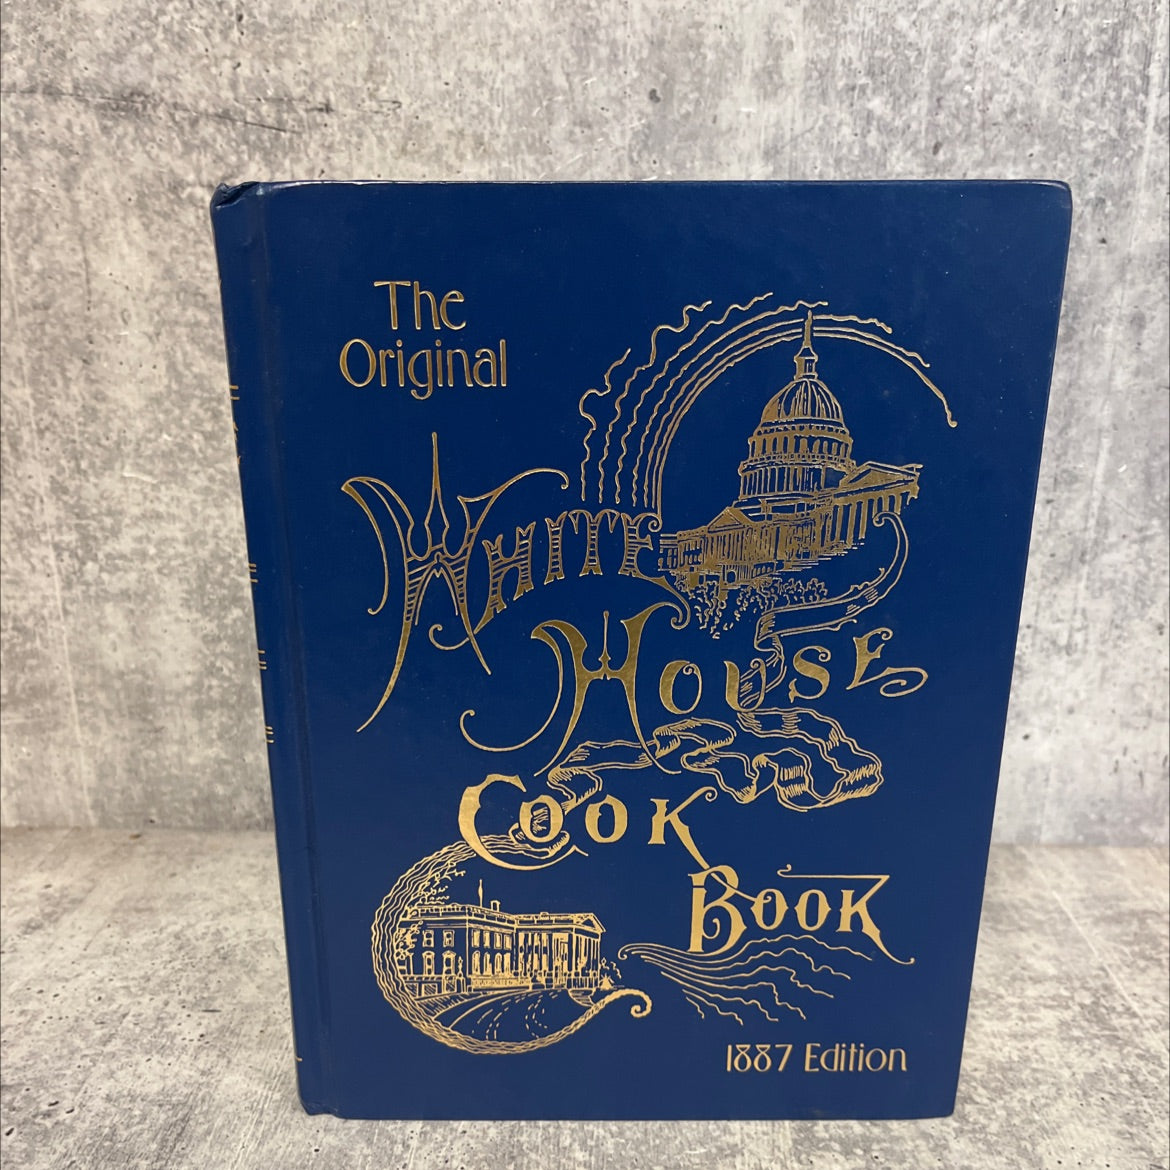 The
Original
WHITE
HOUSE
COOK
BOOK
1887 Edition